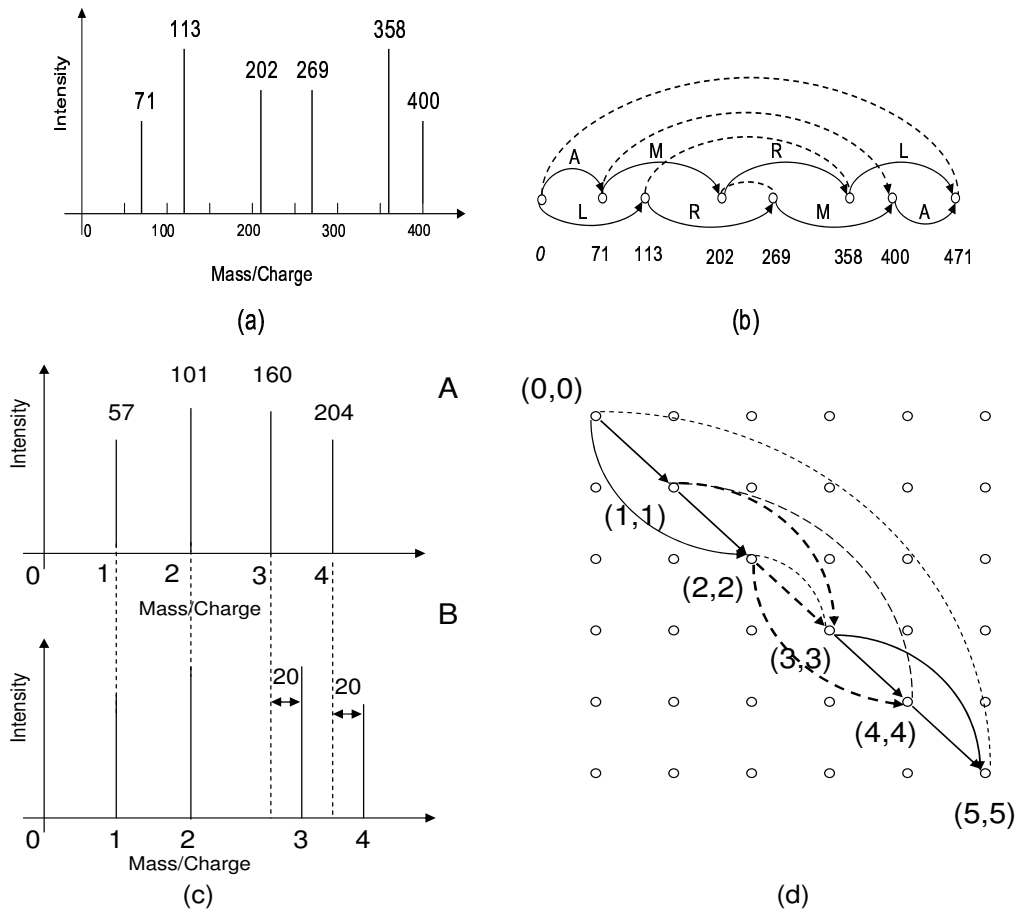 Intensity
71
113
202
269
358
400
0
100
200
300
400
Mass/Charge
(a)
A
M
R
L
L
R
M
A
0
71
113
202
269
358
400
471
(b)
Intensity
57
101
160
204
A
0
1
2
3
4
Mass/Charge
B
Intensity
20
20
0
1
2
3
4
Mass/Charge
(c)
(0,0)
(1,1)
(2,2)
(3,3)
(4,4)
(5,5)
(d)